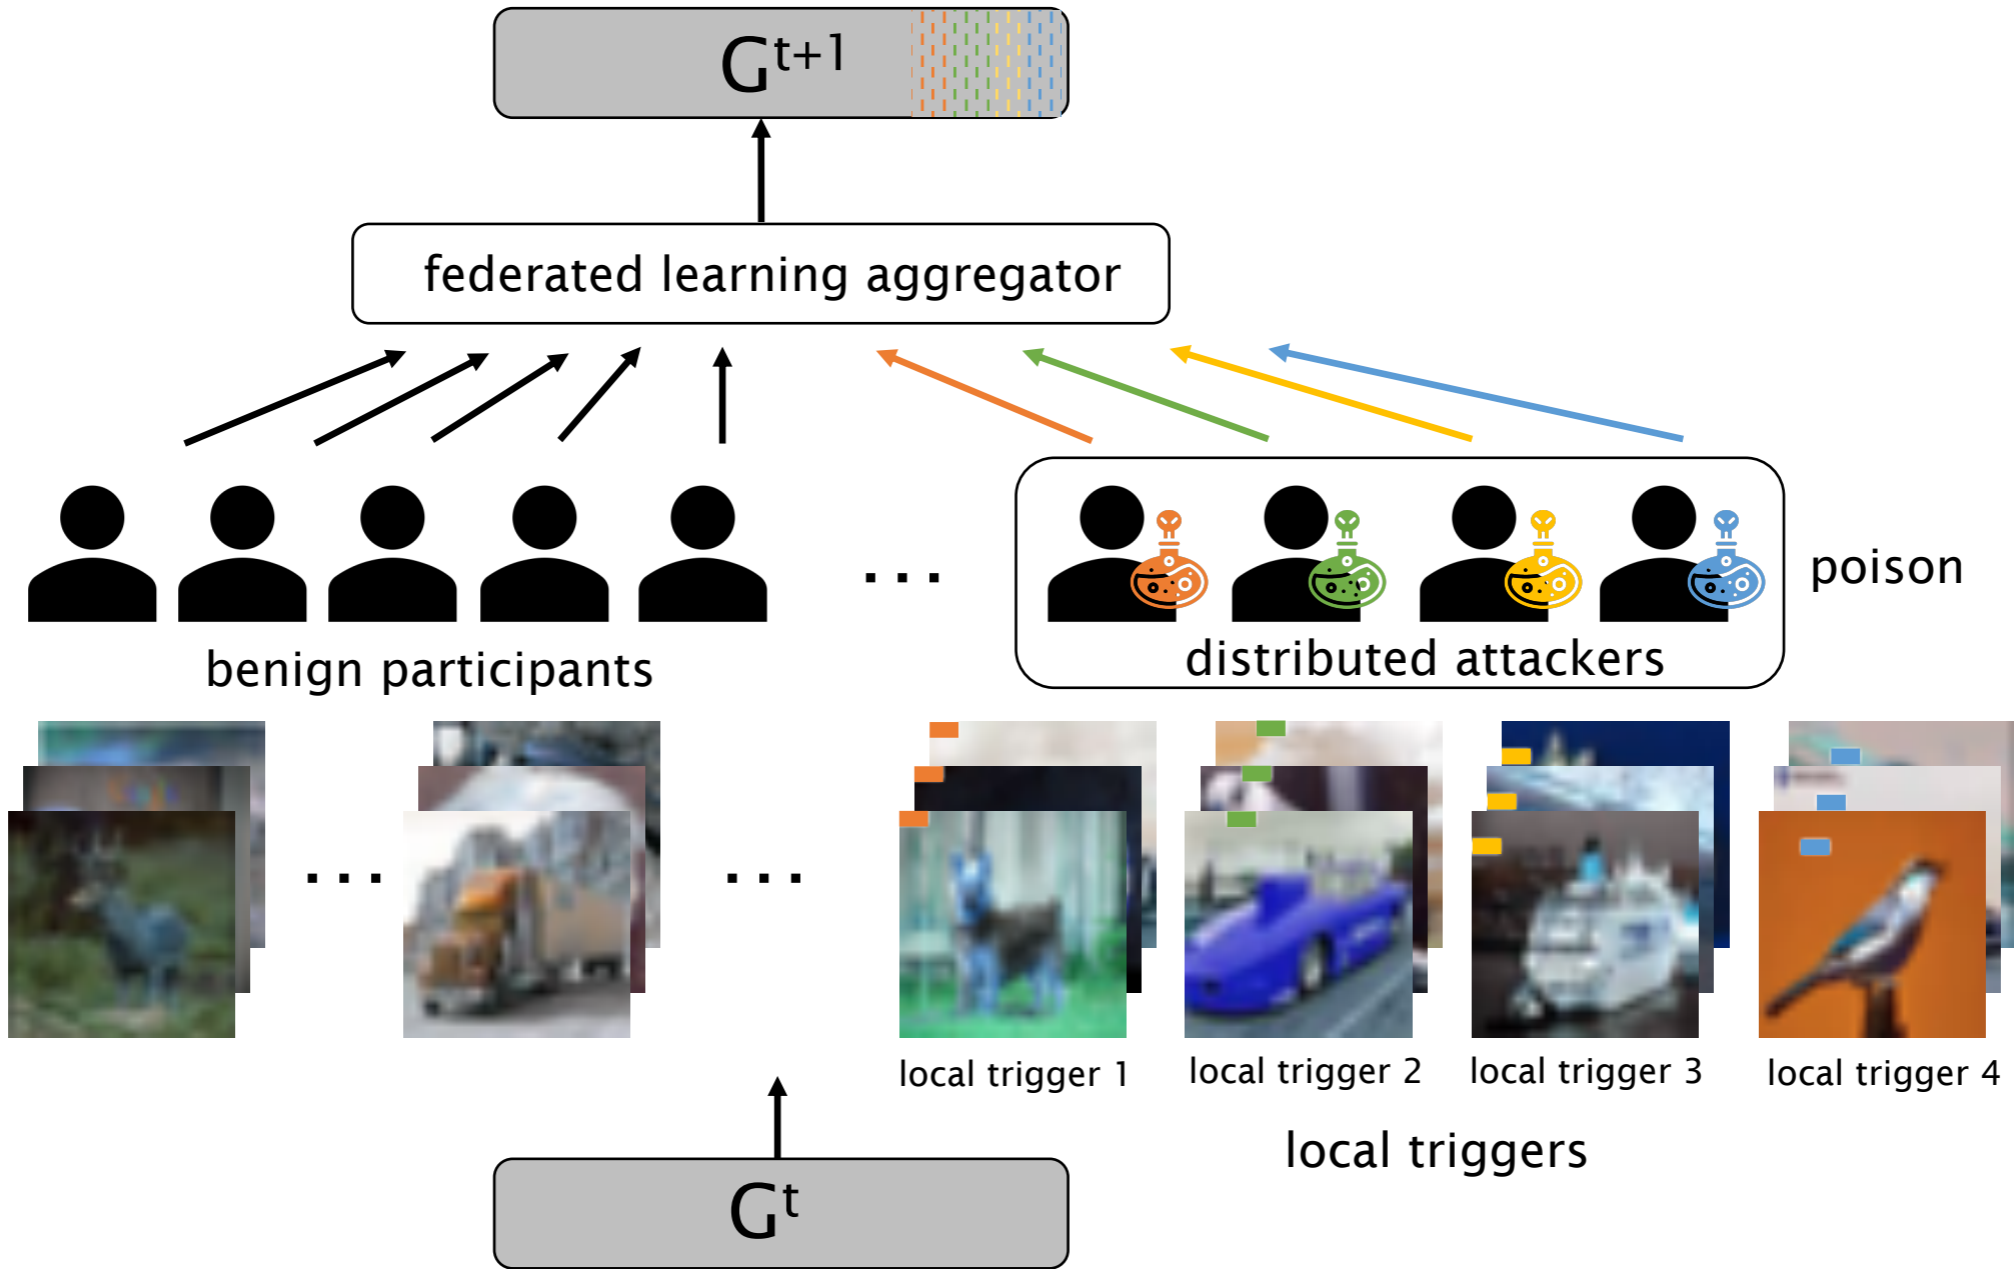 G^{t+1}
federated learning aggregator
...
poison
benign participants
distributed attackers
...
...
local trigger 1
local trigger 2
local trigger 3
local trigger 4
local triggers
G^t